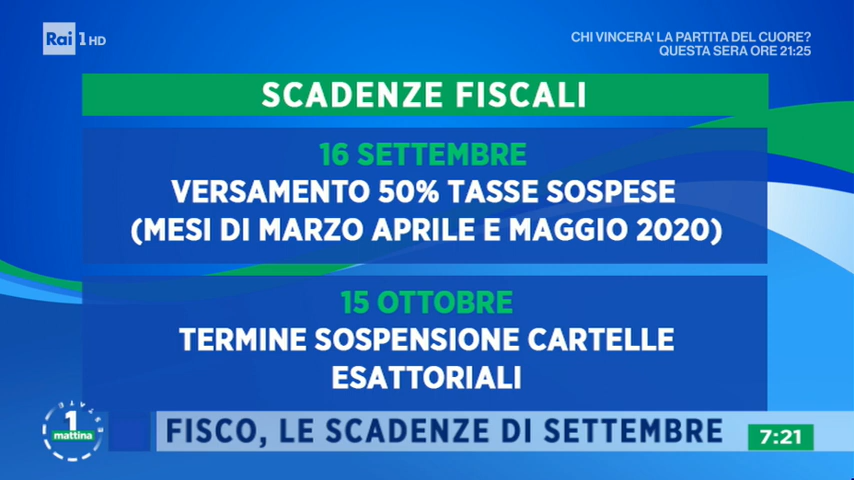 Rai 1 HD
CHI VINCERA' LA PARTITA DEL CUORE?
QUESTA SERA ORE 21:25
SCADENZE FISCALI
16 SETTEMBRE
VERSAMENTO 50% TASSE SOSPESE
(MESI DI MARZO APRILE E MAGGIO 2020)
15 OTTOBRE
TERMINE SOSPENSIONE CARTELLE
ESATTORIALI
1
mattina
ESTATE
FISCO, LE SCADENZE DI SETTEMBRE
7:21